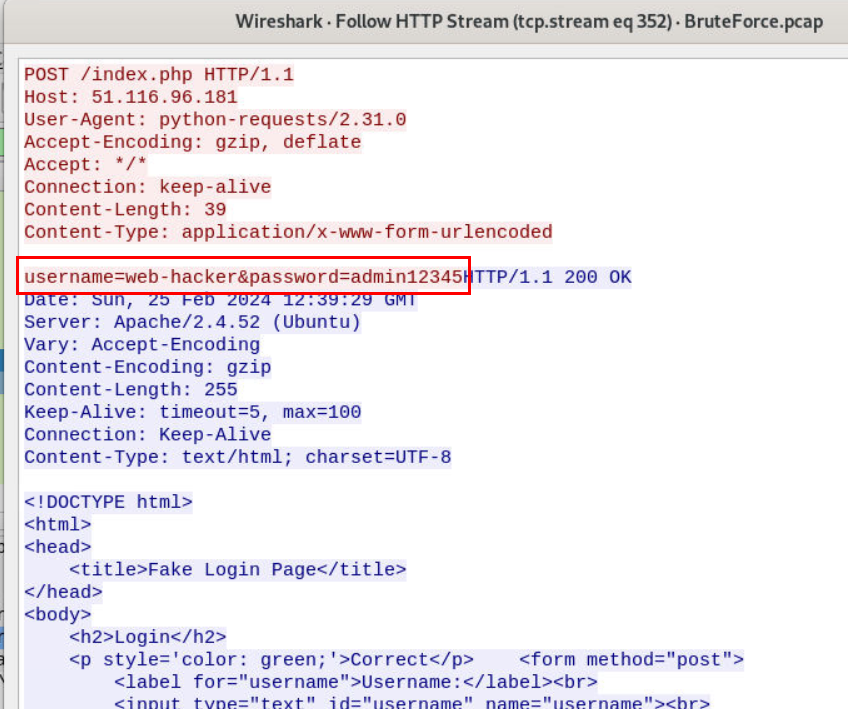 Wireshark · Follow HTTP Stream (tcp.stream eq 352) · BruteForce.pcap
POST /index.php HTTP/1.1
Host: 51.116.96.181
User-Agent: python-requests/2.31.0
Accept-Encoding: gzip, deflate
Accept: */*
Connection: keep-alive
Content-Length: 39
Content-Type: application/x-www-form-urlencoded
username=web-hacker&password=admin12345HTTP/1.1 200 OK
Date: Sun, 25 Feb 2024 12:39:29 GMT
Server: Apache/2.4.52 (Ubuntu)
Vary: Accept-Encoding
Content-Encoding: gzip
Content-Length: 255
Keep-Alive: timeout=5, max=100
Connection: Keep-Alive
Content-Type: text/html; charset=UTF-8
<!DOCTYPE html>
<html>
<head>
    <title>Fake Login Page</title>
</head>
<body>
    <h2>Login</h2>
    <p style='color: green;'>Correct</p>    <form method="post">
        <label for="username">Username:</label><br>
        <input type="text" id="username" name="username"><br>